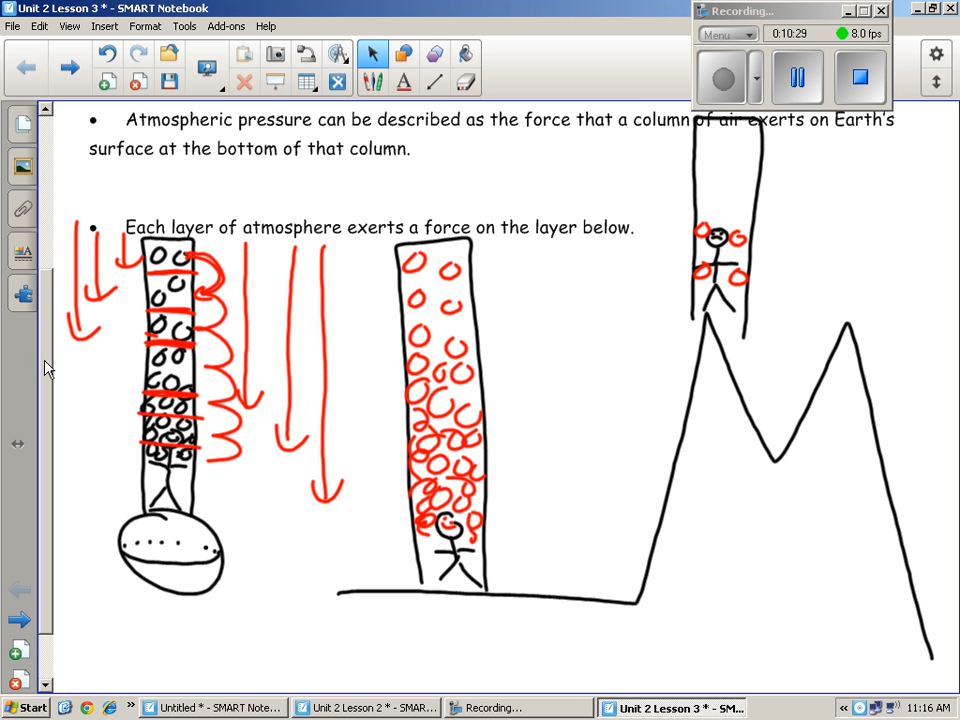 Unit 2 Lesson 3 * - SMART Notebook
File Edit View Insert Format Tools Add-ons Help
Recording...
Menu
0:10:29
8.0 fps
• Atmospheric pressure can be described as the force that a column of air exerts on Earth's
surface at the bottom of that column.
• Each layer of atmosphere exerts a force on the layer below.
Start
Untitled * - SMART Note...
Unit 2 Lesson 2 * - SMAR...
Recording...
Unit 2 Lesson 3 * - SM...
11:16 AM